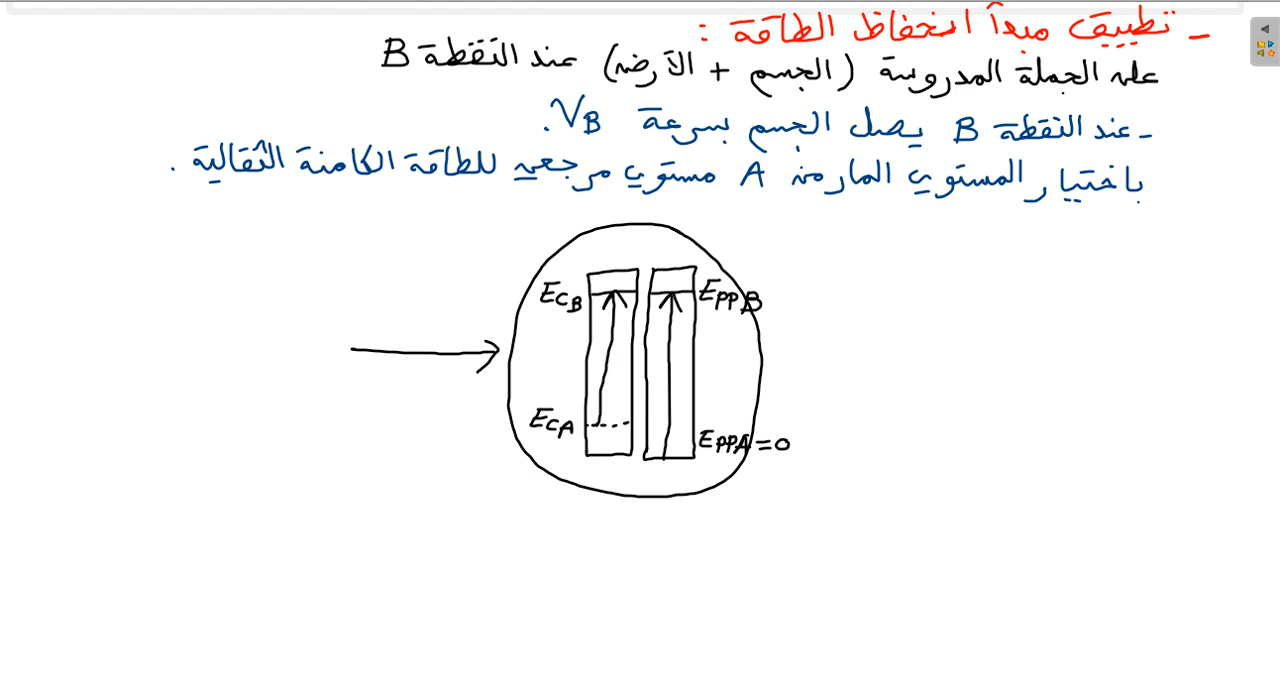 - تطبيق مبدأ انحفاظ الطاقة :
على الجملة المدروسة (الجسم + الأرض) عند النقطة B
- عند النقطة B يصل الجسم بسرعة VB.
باختيار المستوي المار من A مستوي مرجعي للطاقة الكامنة الثقالية .
ECB
EPPB
ECA
EPPA=0